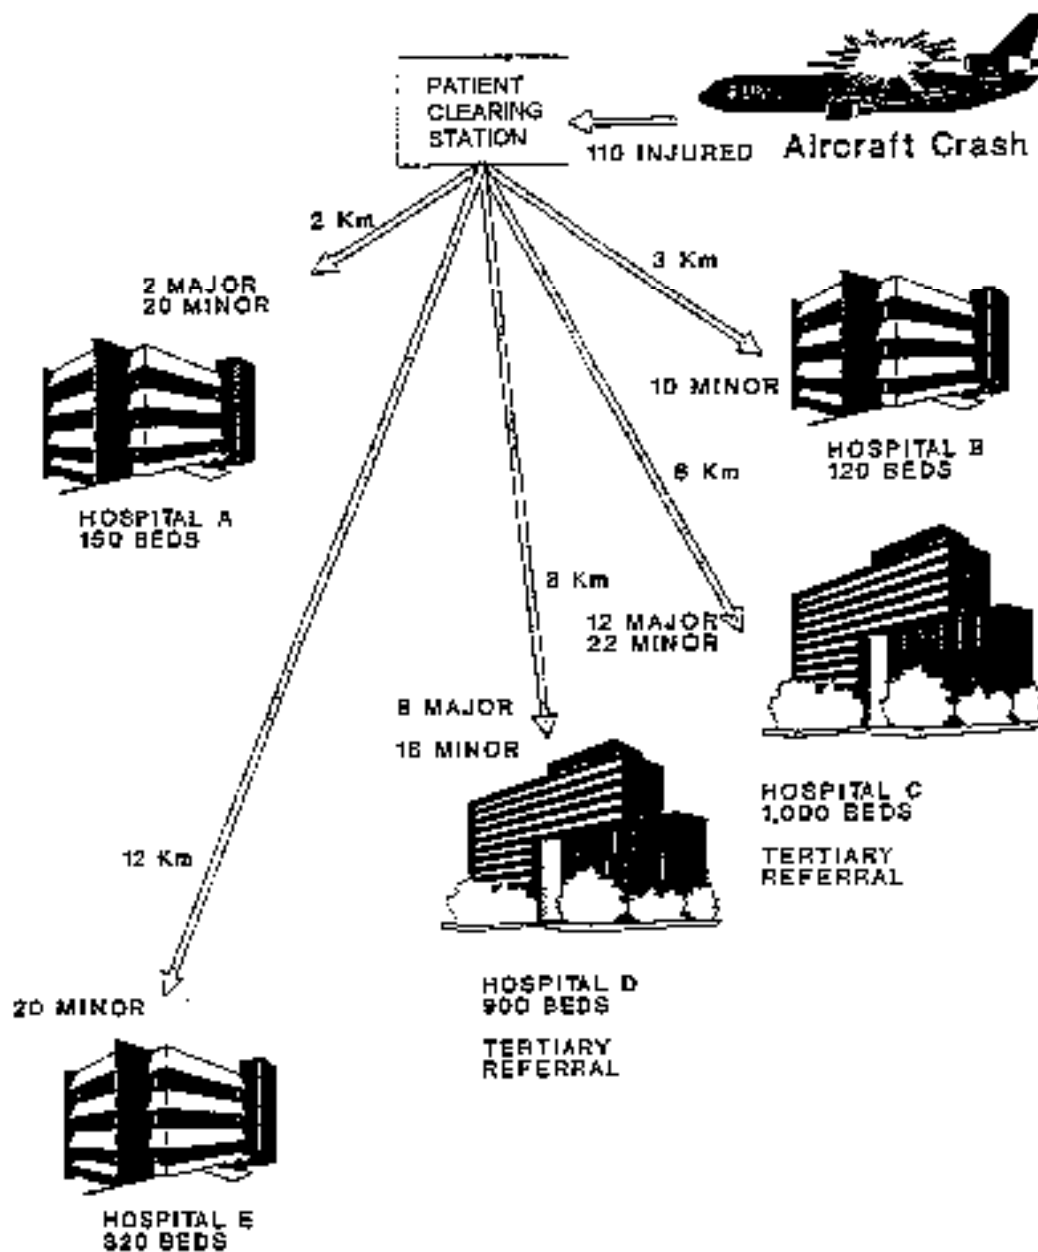 PATIENT
CLEARING
STATION
110 INJURED
Aircraft Crash
2 Km
3 Km
2 MAJOR
20 MINOR
10 MINOR
HOSPITAL B
120 BEDS
6 Km
HOSPITAL A
150 BEDS
8 Km
12 MAJOR
22 MINOR
8 MAJOR
16 MINOR
HOSPITAL C
1,000 BEDS
TERTIARY
REFERRAL
12 Km
HOSPITAL D
900 BEDS
TERTIARY
REFERRAL
20 MINOR
HOSPITAL E
BEDS